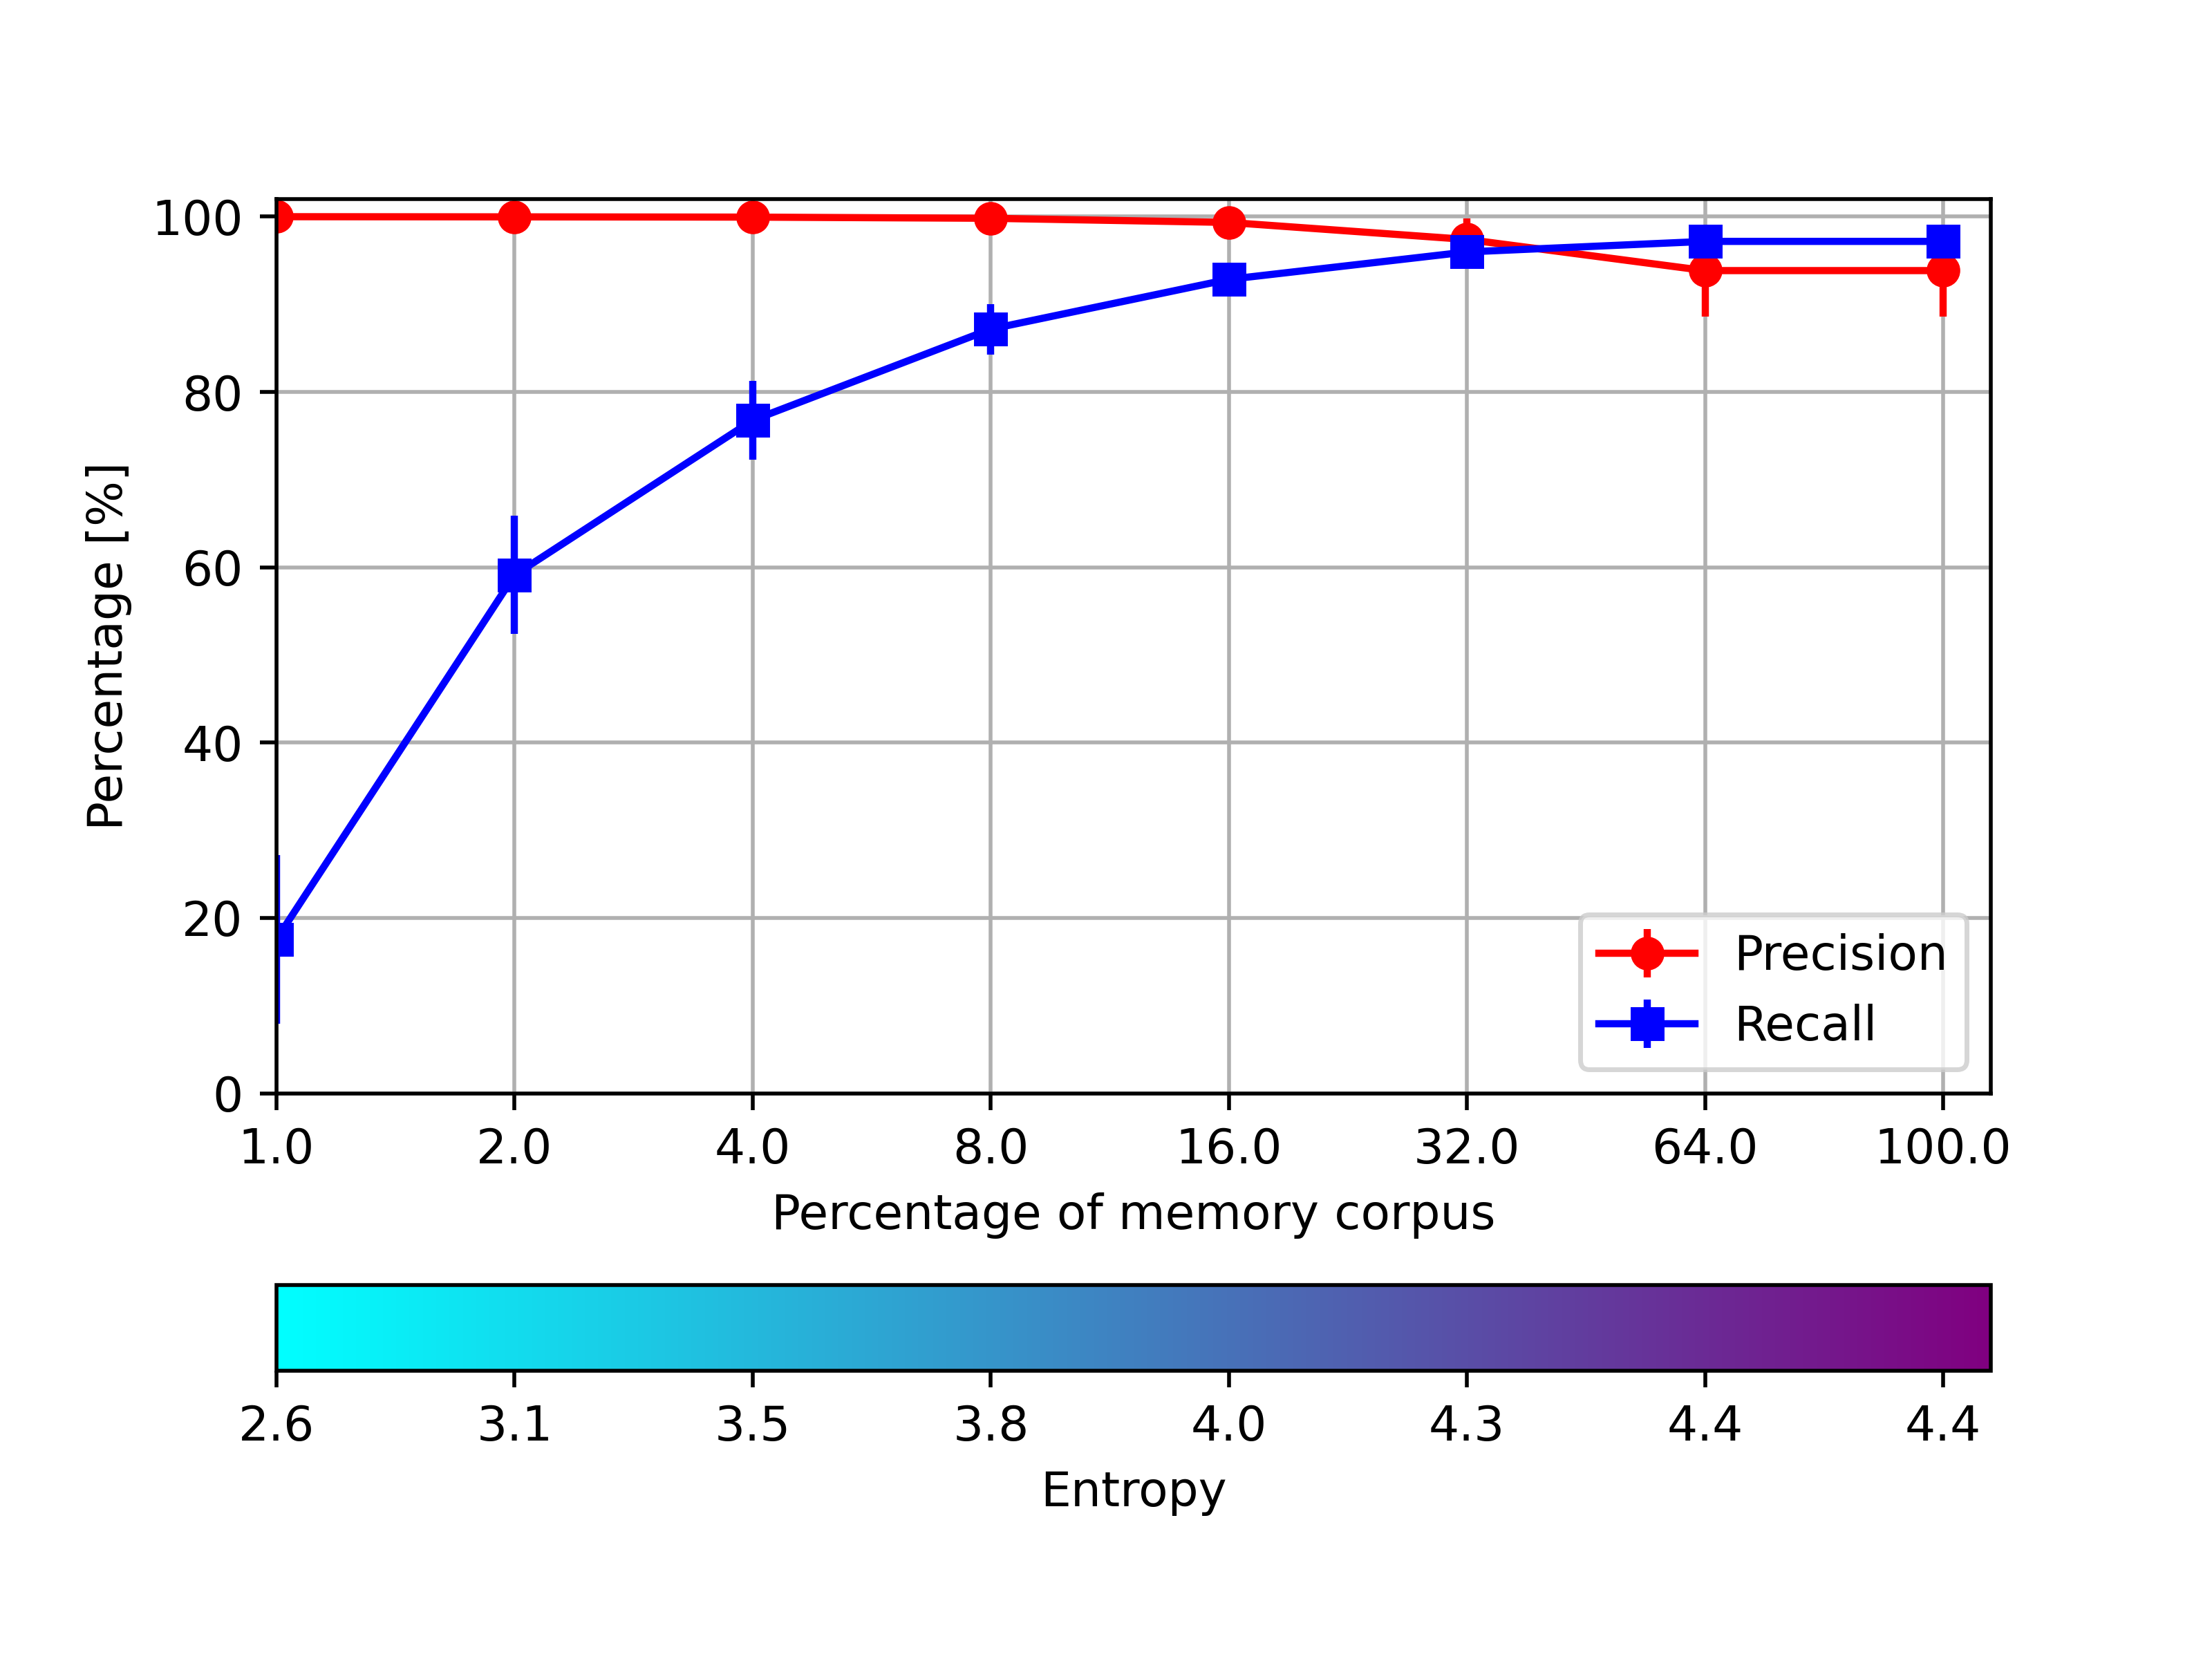 100
80
60
40
20
0
Percentage [%]
Precision
Recall
1.0 2.0 4.0 8.0 16.0 32.0 64.0 100.0
Percentage of memory corpus
2.6 3.1 3.5 3.8 4.0 4.3 4.4 4.4
Entropy